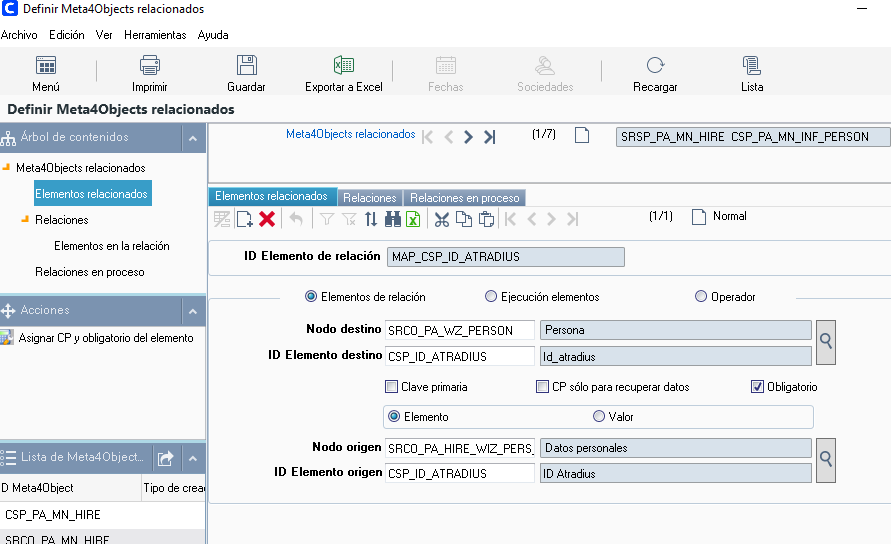 Definir Meta4Objects relacionados
Archivo Edición Ver Herramientas Ayuda
Menú Imprimir Guardar Exportar a Excel Fechas Sociedades Recargar Lista
Definir Meta4Objects relacionados
Árbol de contenidos
Meta4Objects relacionados
Elementos relacionados
Relaciones
Elementos en la relación
Relaciones en proceso
Acciones
Asignar CP y obligatorio del elemento
Lista de Meta4Object...
D Meta4Object Tipo de creac
CSP_PA_MN_HIRE
SRCO_PA_MN_HIRE
Meta4Objects relacionados (1/7) SRSP_PA_MN_HIRE CSP_PA_MN_INF_PERSON
Elementos relacionados Relaciones Relaciones en proceso
(1/1) Normal
ID Elemento de relación MAP_CSP_ID_ATRADIUS
Elementos de relación Ejecución elementos Operador
Nodo destino SRCO_PA_WZ_PERSON Persona
ID Elemento destino CSP_ID_ATRADIUS Id_atradius
Clave primaria CP sólo para recuperar datos Obligatorio
Elemento Valor
Nodo origen SRCO_PA_HIRE_WIZ_PERS_ Datos personales
ID Elemento origen CSP_ID_ATRADIUS ID Atradius